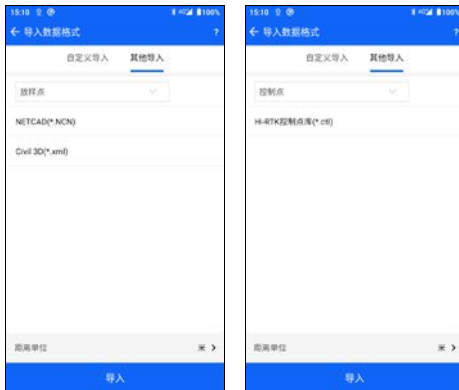 15:10 100%
导入数据格式 ?
自定义导入 其他导入
放样点
NETCAD(*.NCN)
Civil 3D(*.xml)
距离单位 米
导入
15:10 100%
导入数据格式 ?
自定义导入 其他导入
控制点
Hi-RTK控制点库(*.ctl)
距离单位 米
导入